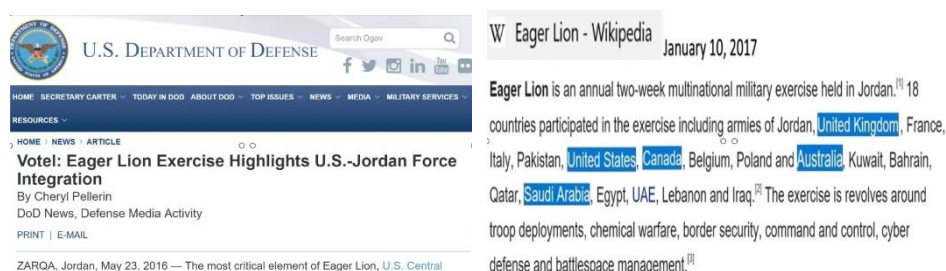 U.S. DEPARTMENT OF DEFENSE
Search Dgov
HOME SECRETARY CARTER TODAY IN DOD ABOUT DOD TOP ISSUES NEWS MEDIA MILITARY SERVICES
RESOURCES
HOME > NEWS > ARTICLE
Votel: Eager Lion Exercise Highlights U.S.-Jordan Force
Integration
By Cheryl Pellerin
DoD News, Defense Media Activity
PRINT | E-MAIL
ZARQA, Jordan, May 23, 2016 — The most critical element of Eager Lion, U.S. Central
W Eager Lion - Wikipedia
January 10, 2017
Eager Lion is an annual two-week multinational military exercise held in Jordan.[1] 18
countries participated in the exercise including armies of Jordan, United Kingdom, France,
Italy, Pakistan, United States, Canada, Belgium, Poland and Australia, Kuwait, Bahrain,
Qatar, Saudi Arabia, Egypt, UAE, Lebanon and Iraq.[2] The exercise is revolves around
troop deployments, chemical warfare, border security, command and control, cyber
defense and battlespace management.[3]